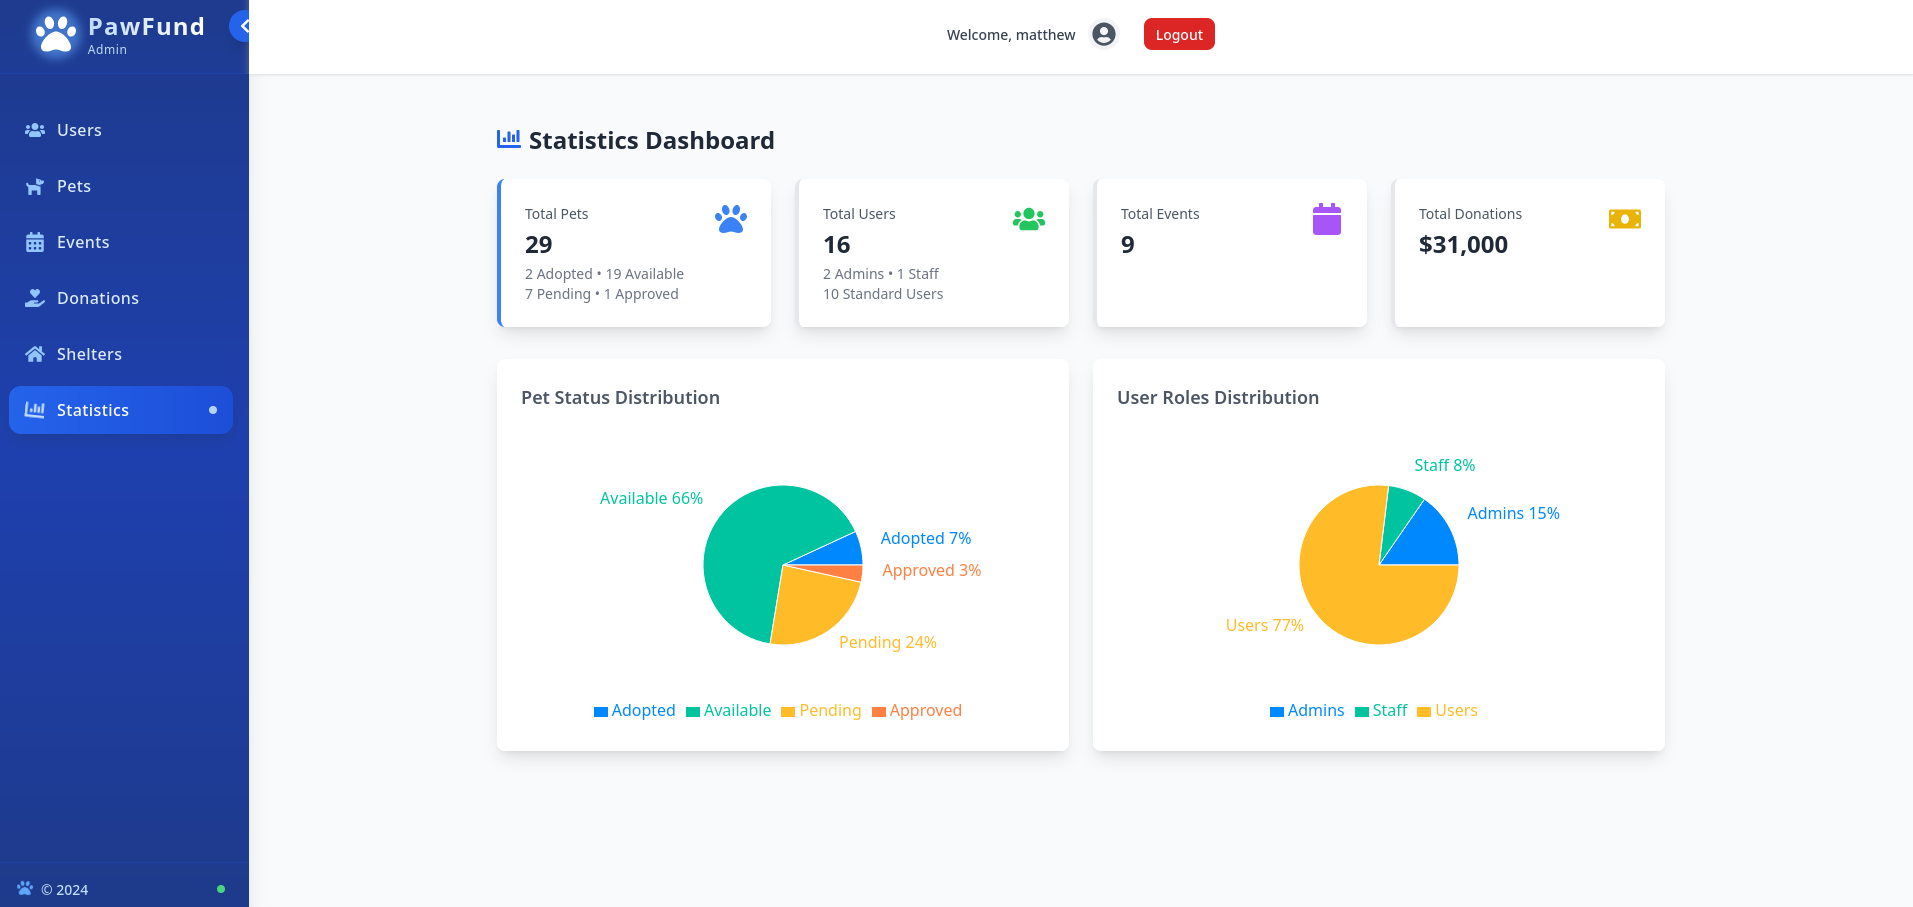 PawFund
Admin
Welcome, matthew
Logout
Users
Pets
Events
Donations
Shelters
Statistics
© 2024
Statistics Dashboard
Total Pets
29
2 Adopted • 19 Available
7 Pending • 1 Approved
Total Users
16
2 Admins • 1 Staff
10 Standard Users
Total Events
9
Total Donations
$31,000
Pet Status Distribution
Available 66%
Adopted 7%
Approved 3%
Pending 24%
Adopted Available Pending Approved
User Roles Distribution
Staff 8%
Admins 15%
Users 77%
Admins Staff Users